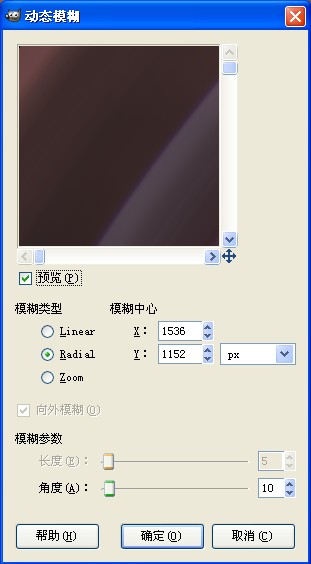 动态模糊
预览(P)
模糊类型 模糊中心
Linear X： 1536
Radial Y： 1152 px
Zoom
向外模糊(O)
模糊参数
长度(E)： 5
角度(A)： 10
帮助(H) 确定(O) 取消(C)